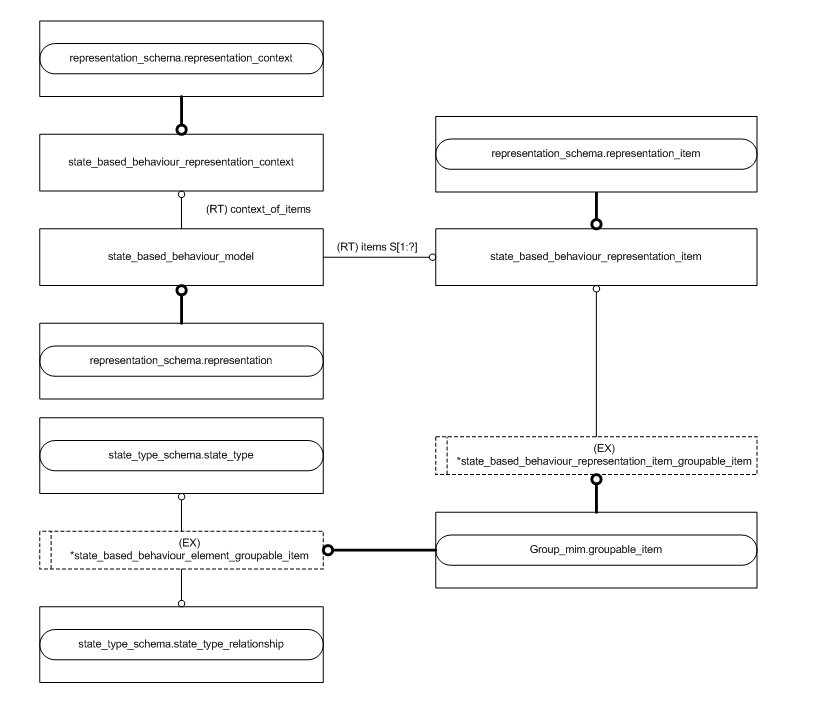 representation_schema.representation_context
state_based_behaviour_representation_context
(RT) context_of_items
state_based_behaviour_model
(RT) items S[1:?]
representation_schema.representation
state_type_schema.state_type
(EX)
*state_based_behaviour_element_groupable_item
state_type_schema.state_type_relationship
representation_schema.representation_item
state_based_behaviour_representation_item
(EX)
*state_based_behaviour_representation_item_groupable_item
Group_mim.groupable_item